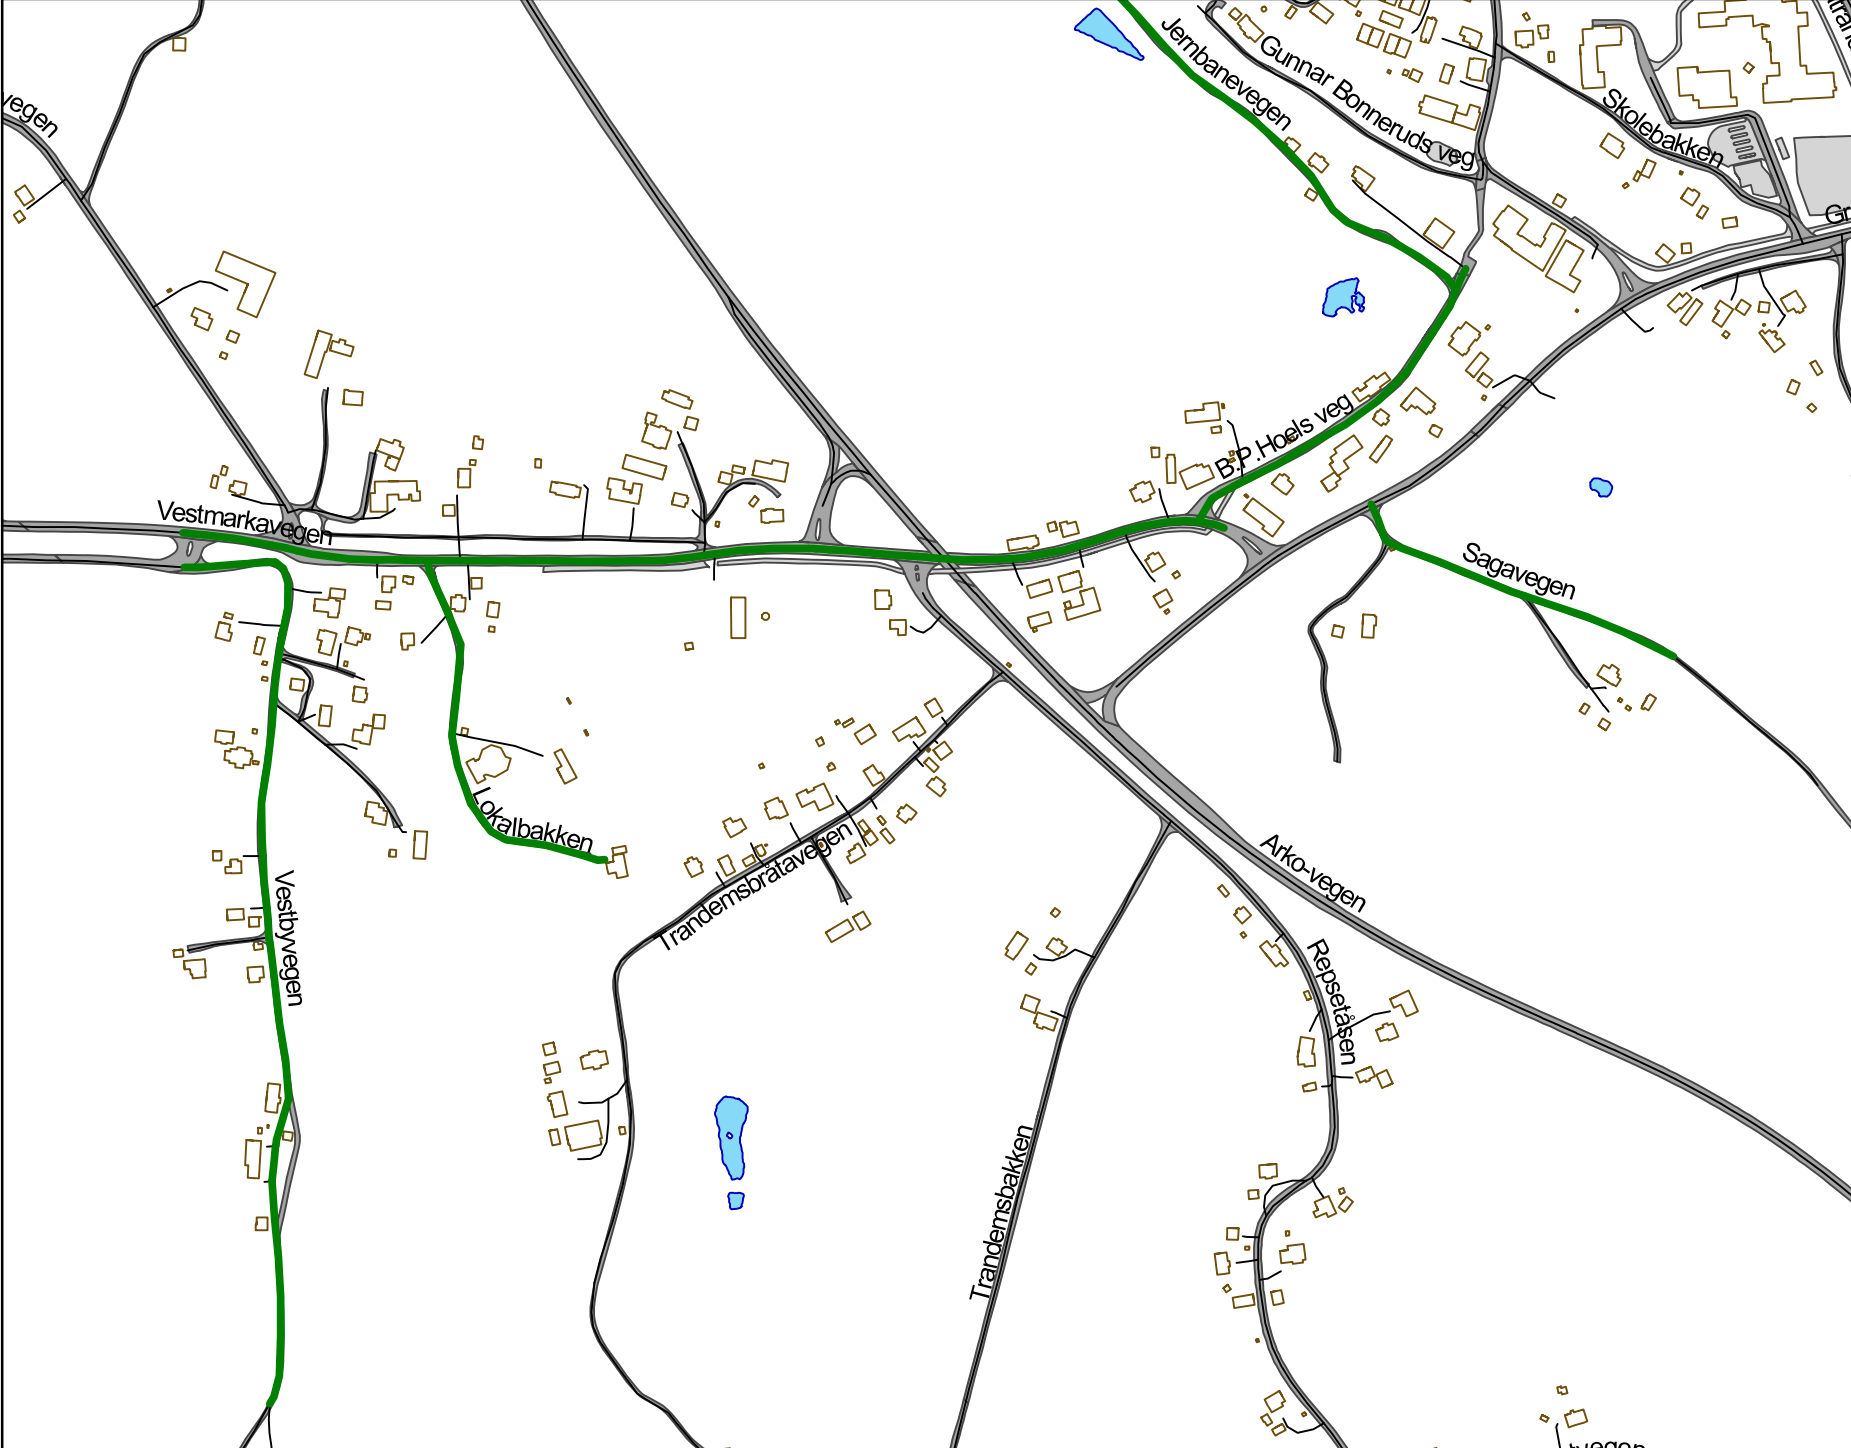 Jernbanevegen
Gunnar Bonneruds veg
Skolebakken
vegen
Gr
B.P.Hoels veg
Vestmarkavegen
Sagavegen
Lokalbakken
Trandemsbråtavegen
Arko-vegen
Vestbyvegen
Repsetåsen
Trandemsbakken